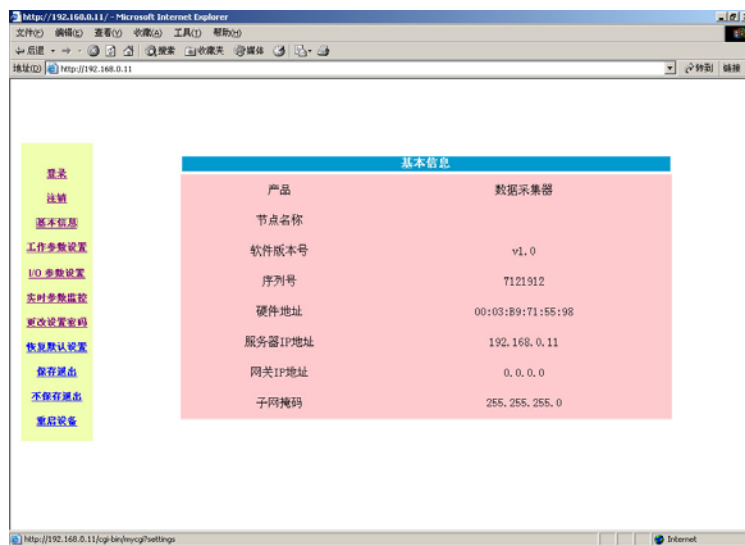 http://192.168.0.11/ - Microsoft Internet Explorer
文件(F) 编辑(E) 查看(V) 收藏(A) 工具(T) 帮助(H)
后退 搜索 收藏夹 媒体
地址(D) http://192.168.0.11 转到 链接
登录
注销
基本信息
工作参数设置
I/O 参数设置
实时参数监控
更改设置密码
恢复默认设置
保存退出
不保存退出
重启设备
基本信息
产品 数据采集器
节点名称
软件版本号 v1.0
序列号 7121912
硬件地址 00:03:B9:71:55:98
服务器IP地址 192.168.0.11
网关IP地址 0.0.0.0
子网掩码 255.255.255.0
http://192.168.0.11/cgi-bin/mycgi?settings Internet